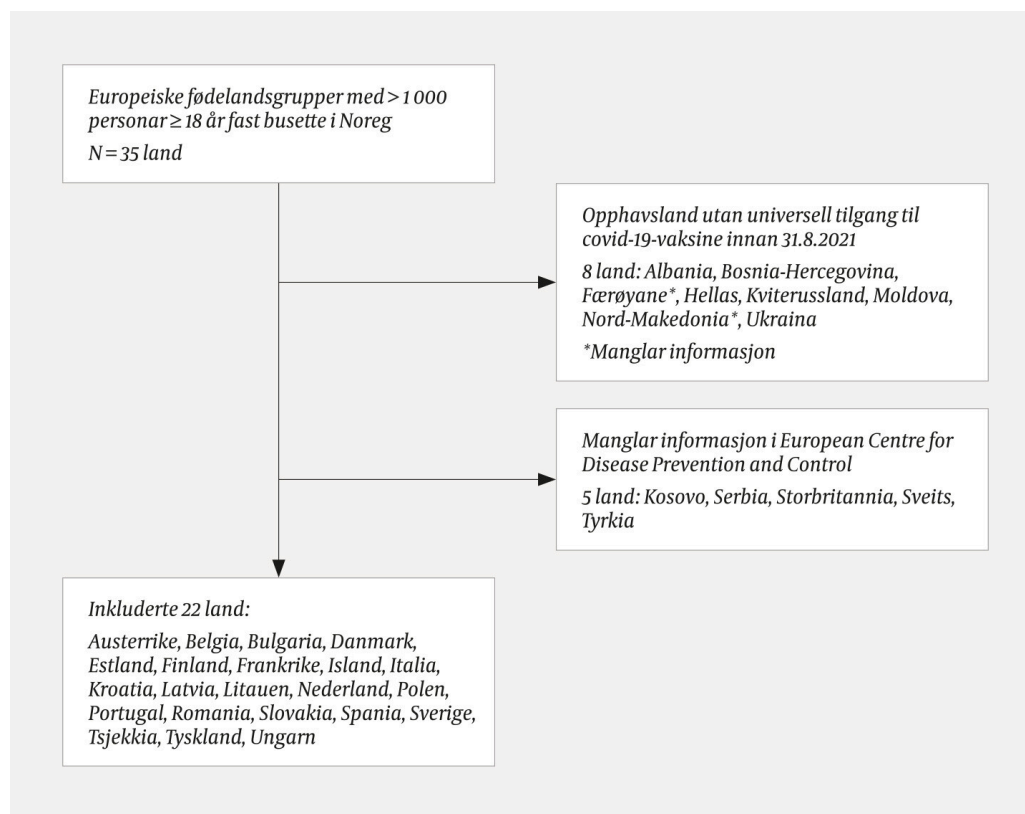 Europeiske fødelandsgrupper med > 1 000
personar ≥ 18 år fast busette i Noreg
N = 35 land
Opphavsland utan universell tilgang til
covid-19-vaksine innan 31.8.2021
8 land: Albania, Bosnia-Hercegovina,
Færøyane*, Hellas, Kviterussland, Moldova,
Nord-Makedonia*, Ukraina
*Manglar informasjon
Manglar informasjon i European Centre for
Disease Prevention and Control
5 land: Kosovo, Serbia, Storbritannia, Sveits,
Tyrkia
Inkluderte 22 land:
Austerrike, Belgia, Bulgaria, Danmark,
Estland, Finland, Frankrike, Island, Italia,
Kroatia, Latvia, Litauen, Nederland, Polen,
Portugal, Romania, Slovakia, Spania, Sverige,
Tsjekkia, Tyskland, Ungarn